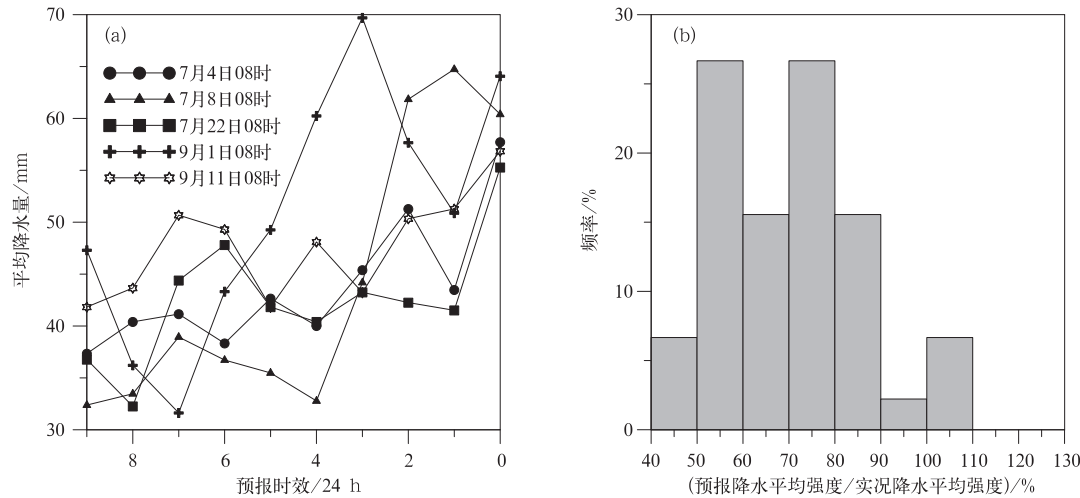 (a)
70
60
50
40
30
平均降水量/mm
7月4日08时
7月8日08时
7月22日08时
9月1日08时
9月11日08时
8 6 4 2 0
预报时效/24 h
(b)
30
20
10
0
频率/%
40 50 60 70 80 90 100 110 120 130
(预报降水平均强度/实况降水平均强度)/%